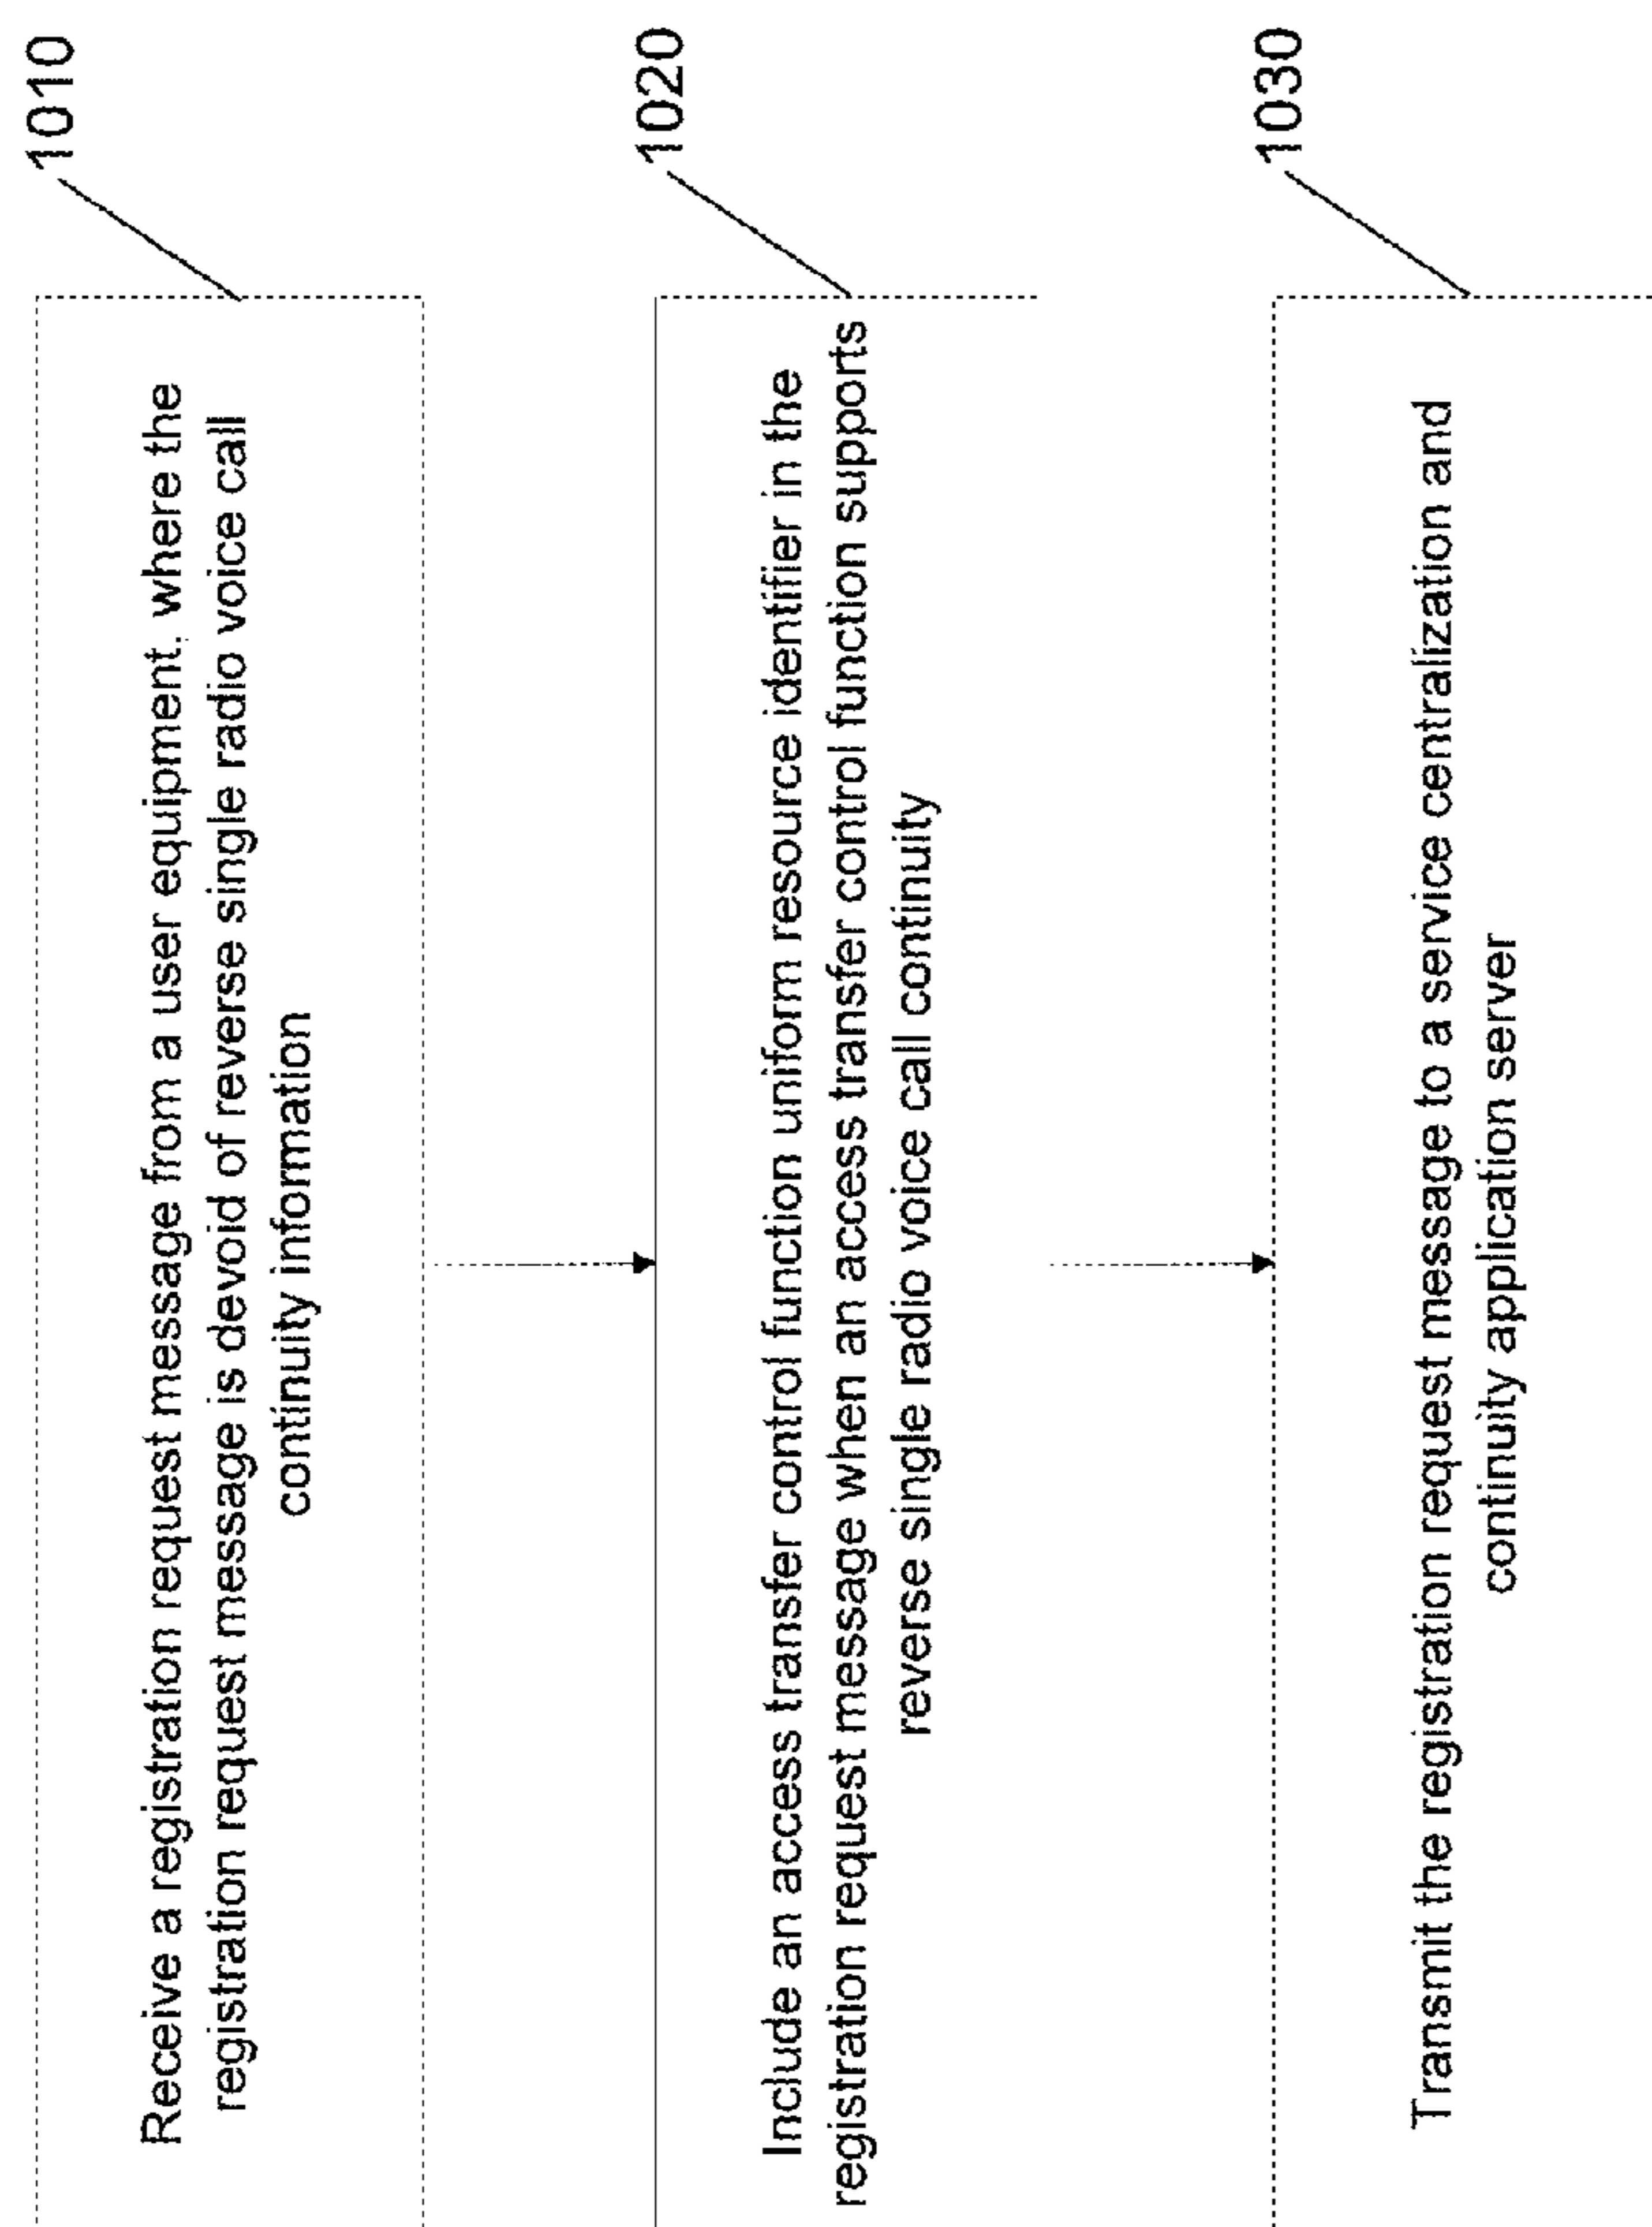 1010
Receive a registration request message from a user equipment, where the
registration request message is devoid of reverse single radio voice call
continuity information
1020
Include an access transfer control function uniform resource identifier in the
registration request message when an access transfer control function supports
reverse single radio voice call continuity
1030
Transmit the registration request message to a service centralization and
continuity application server